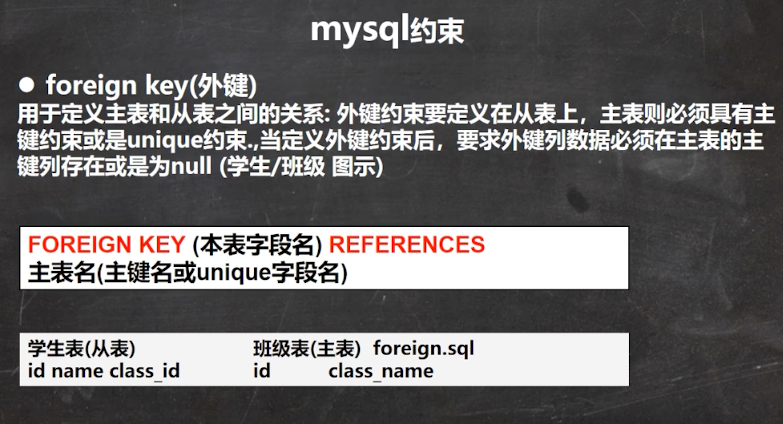 mysql约束
● foreign key(外键)
用于定义主表和从表之间的关系: 外键约束要定义在从表上，主表则必须具有主
键约束或是unique约束.,当定义外键约束后，要求外键列数据必须在主表的主
键列存在或是为null (学生/班级 图示)
FOREIGN KEY (本表字段名) REFERENCES
主表名(主键名或unique字段名)
学生表(从表) 班级表(主表) foreign.sql
id name class_id id class_name